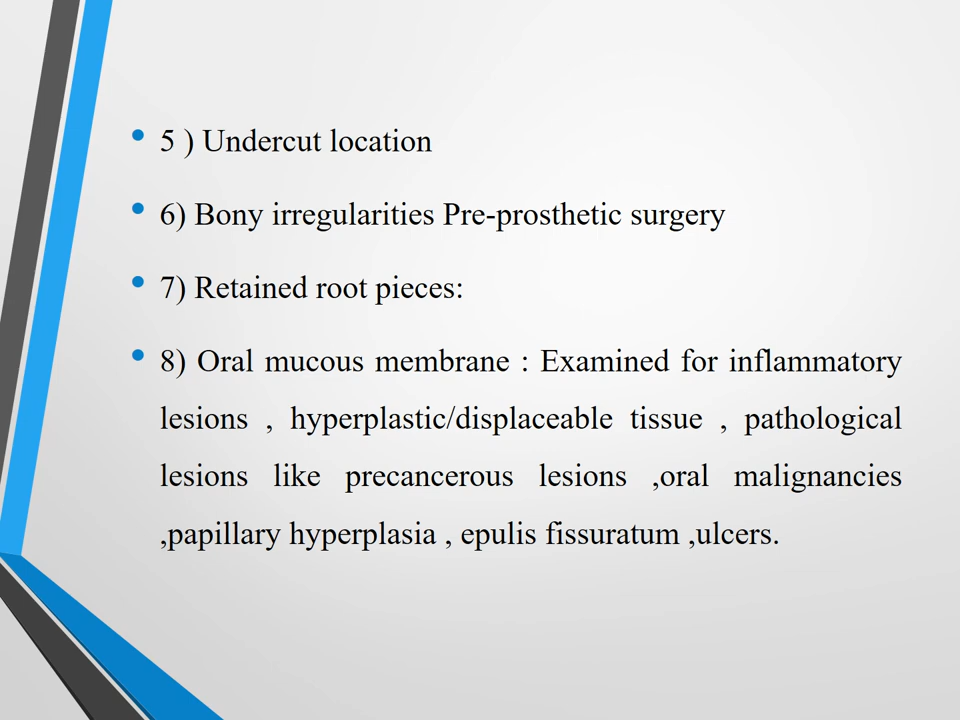 5 ) Undercut location
6) Bony irregularities Pre-prosthetic surgery
7) Retained root pieces:
8) Oral mucous membrane : Examined for inflammatory
lesions , hyperplastic/displaceable tissue , pathological
lesions like precancerous lesions ,oral malignancies
,papillary hyperplasia , epulis fissuratum ,ulcers.